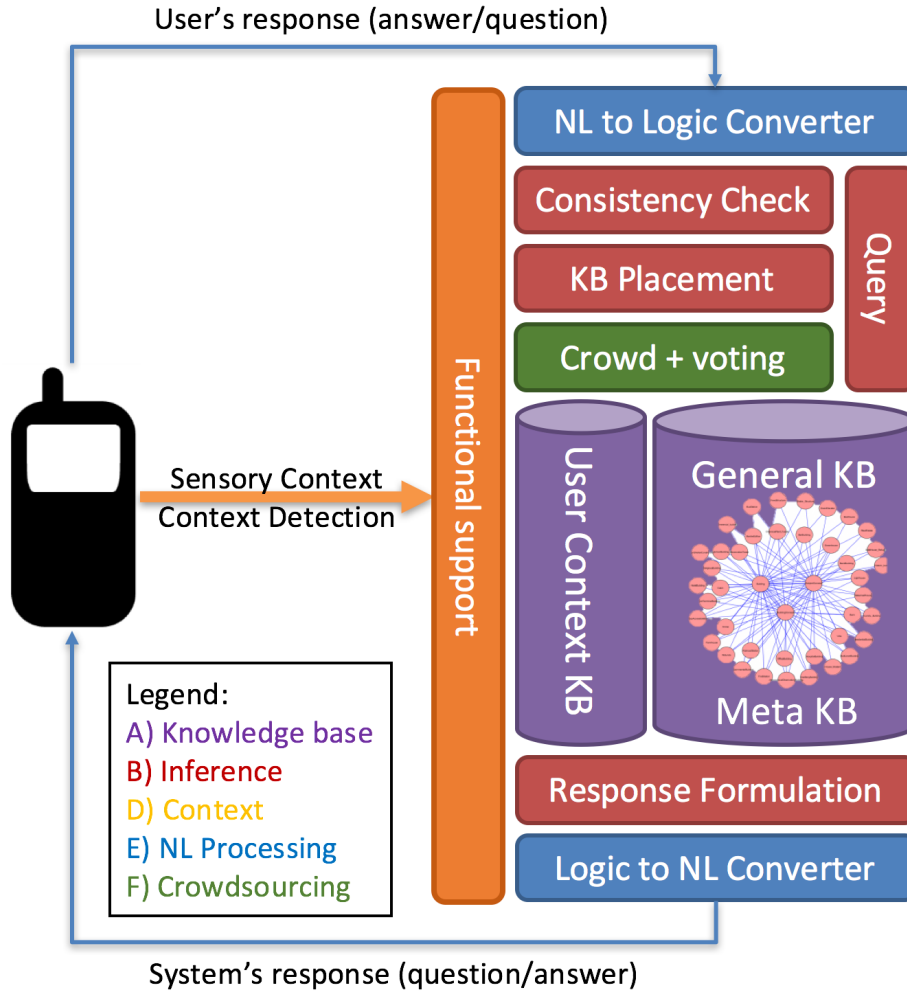 User's response (answer/question)
NL to Logic Converter
Consistency Check
Query
KB Placement
Crowd + voting
Functional support
Sensory Context
Context Detection
User Context KB
General KB
Meta KB
Legend:
A) Knowledge base
B) Inference
D) Context
E) NL Processing
F) Crowdsourcing
Response Formulation
Logic to NL Converter
System's response (question/answer)